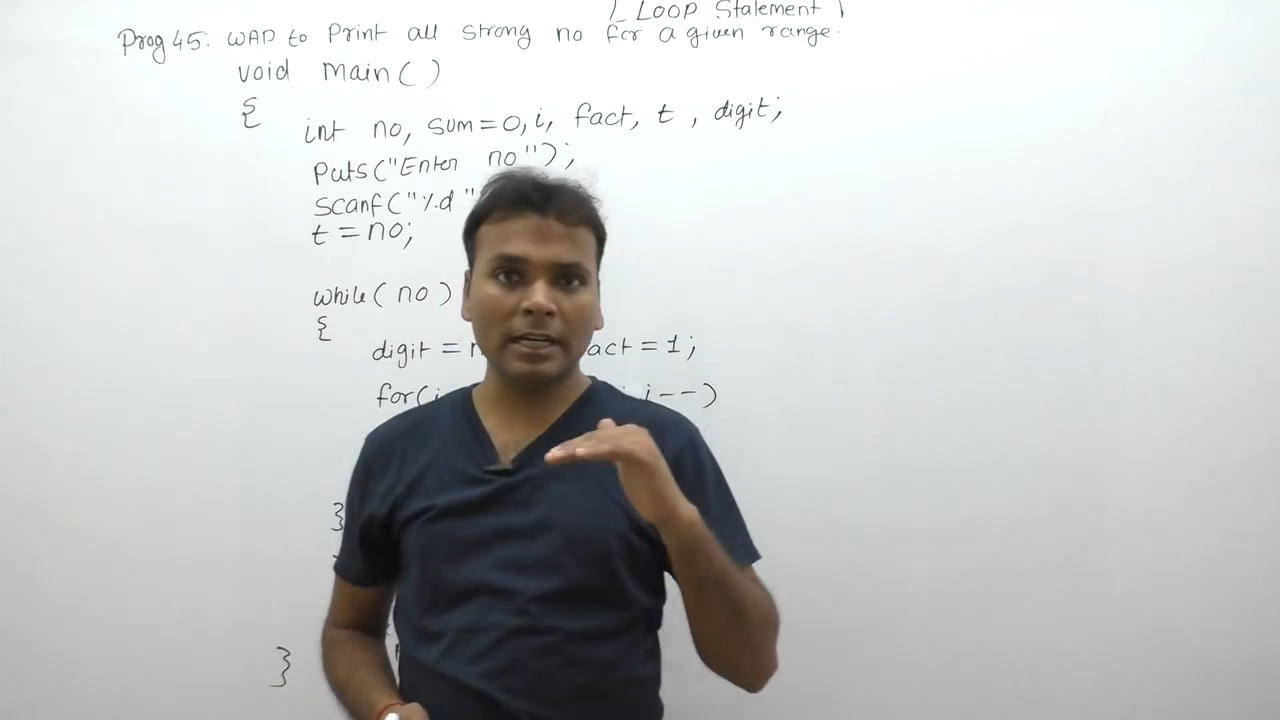 ( Loop Statement )
Prog 45: WAP to Print all strong no for a given range.
void main( )
{
int no, sum=0, i, fact, t, digit;
puts("Enter no");
scanf("%d"
t = no;
while( no )
{
digit = act = 1;
for( i--)
}
}